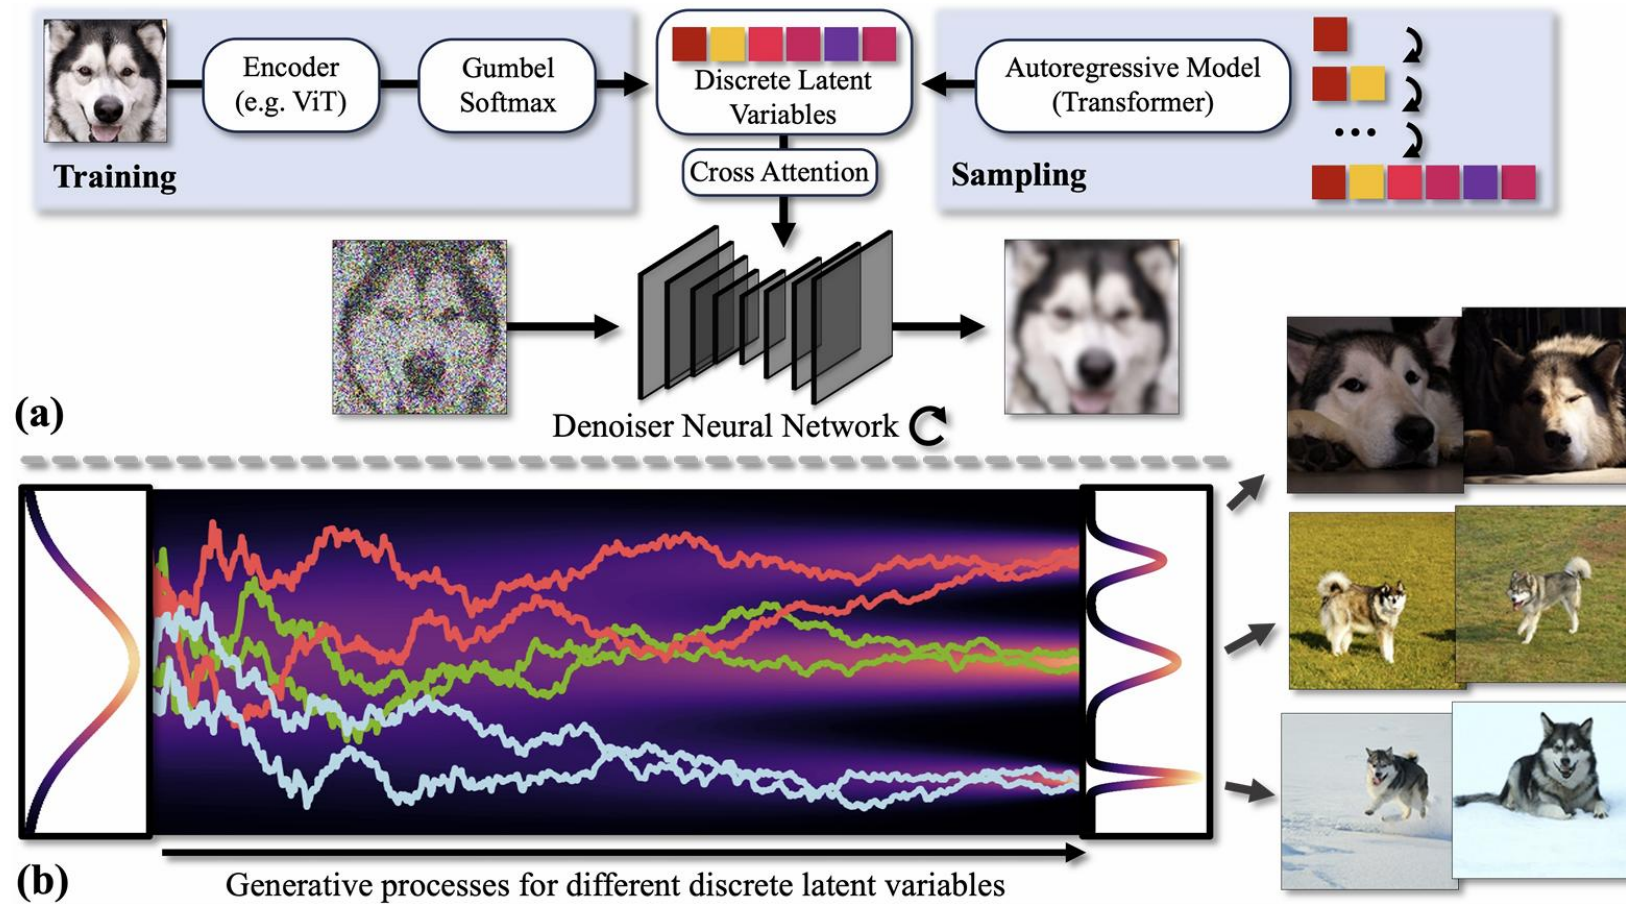 Encoder
(e.g. ViT)
Gumbel
Softmax
Training
Discrete Latent
Variables
Cross Attention
Autoregressive Model
(Transformer)
Sampling
(a)
Denoiser Neural Network
(b)
Generative processes for different discrete latent variables